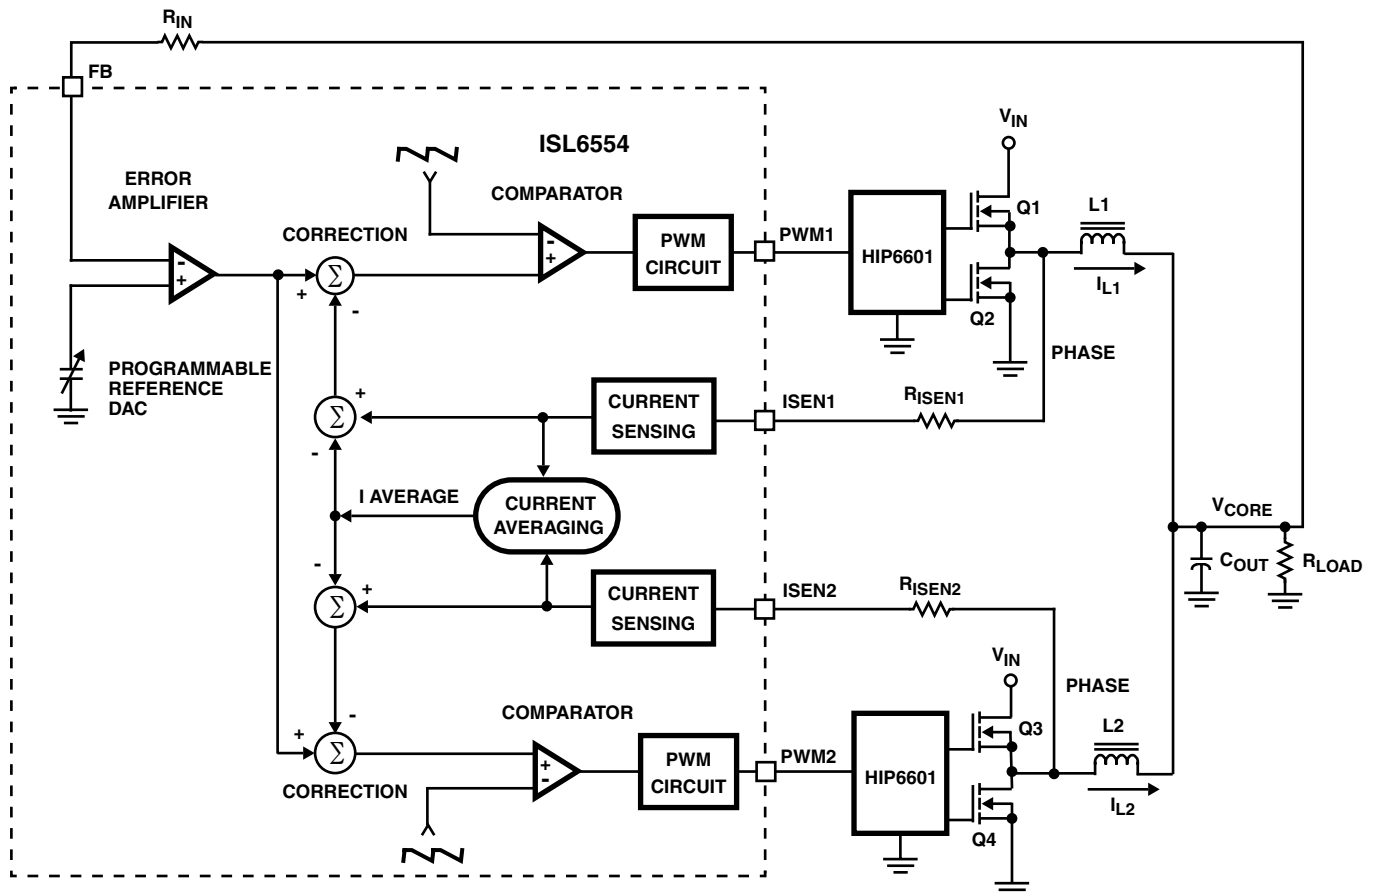 RIN
FB
ISL6554
VIN
ERROR
AMPLIFIER
COMPARATOR
CORRECTION
PWM
CIRCUIT
PWM1
HIP6601
Q1
Q2
L1
IL1
-
+
+
Σ
-
-
+
PHASE
PROGRAMMABLE
REFERENCE
DAC
+
Σ
-
CURRENT
SENSING
ISEN1
RISEN1
I AVERAGE
CURRENT
AVERAGING
VCORE
COUT
RLOAD
-
+
Σ
CURRENT
SENSING
ISEN2
RISEN2
VIN
PHASE
COMPARATOR
-
+
Σ
CORRECTION
+
-
PWM
CIRCUIT
PWM2
HIP6601
Q3
Q4
L2
IL2